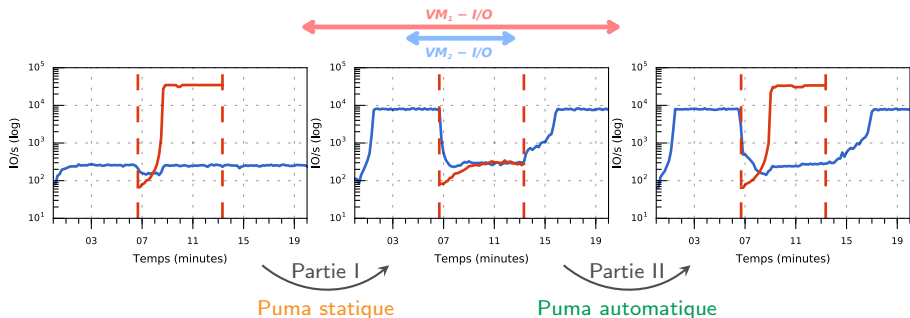 VM₁ – I/O
VM₂ – I/O
10⁵
10⁴
10³
10²
10¹
IO/s (log)
03 07 11 15 19
Temps (minutes)
10⁵
10⁴
10³
10²
10¹
IO/s (log)
03 07 11 15 19
Temps (minutes)
10⁵
10⁴
10³
10²
10¹
IO/s (log)
03 07 11 15 19
Temps (minutes)
Partie I
Partie II
Puma statique
Puma automatique